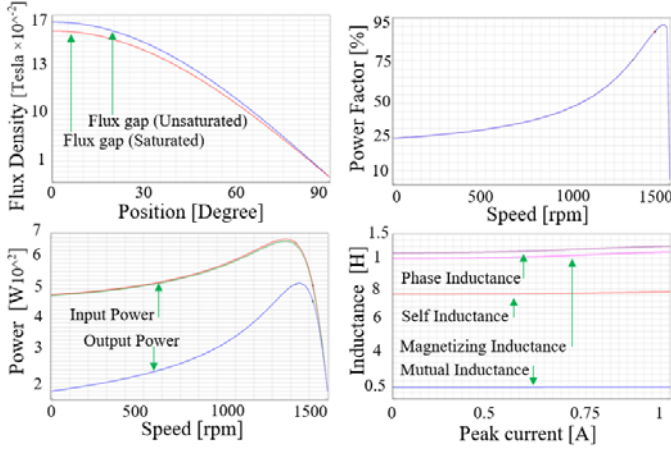 Flux Density [Tesla ×10^-2]
17
13
10
1
Flux gap (Unsaturated)
Flux gap (Saturated)
0
30
60
90
Position [Degree]
Power Factor [%]
95
75
50
25
10
0
500
1000
1500
Speed [rpm]
Power [W10^2]
7
6
5
4
3
2
Input Power
Output Power
0
500
1000
1500
Speed [rpm]
Inductance [H]
1.5
1
8
6
4
0.5
Phase Inductance
Self Inductance
Magnetizing Inductance
Mutual Inductance
0
0.5
0.75
1
Peak current [A]